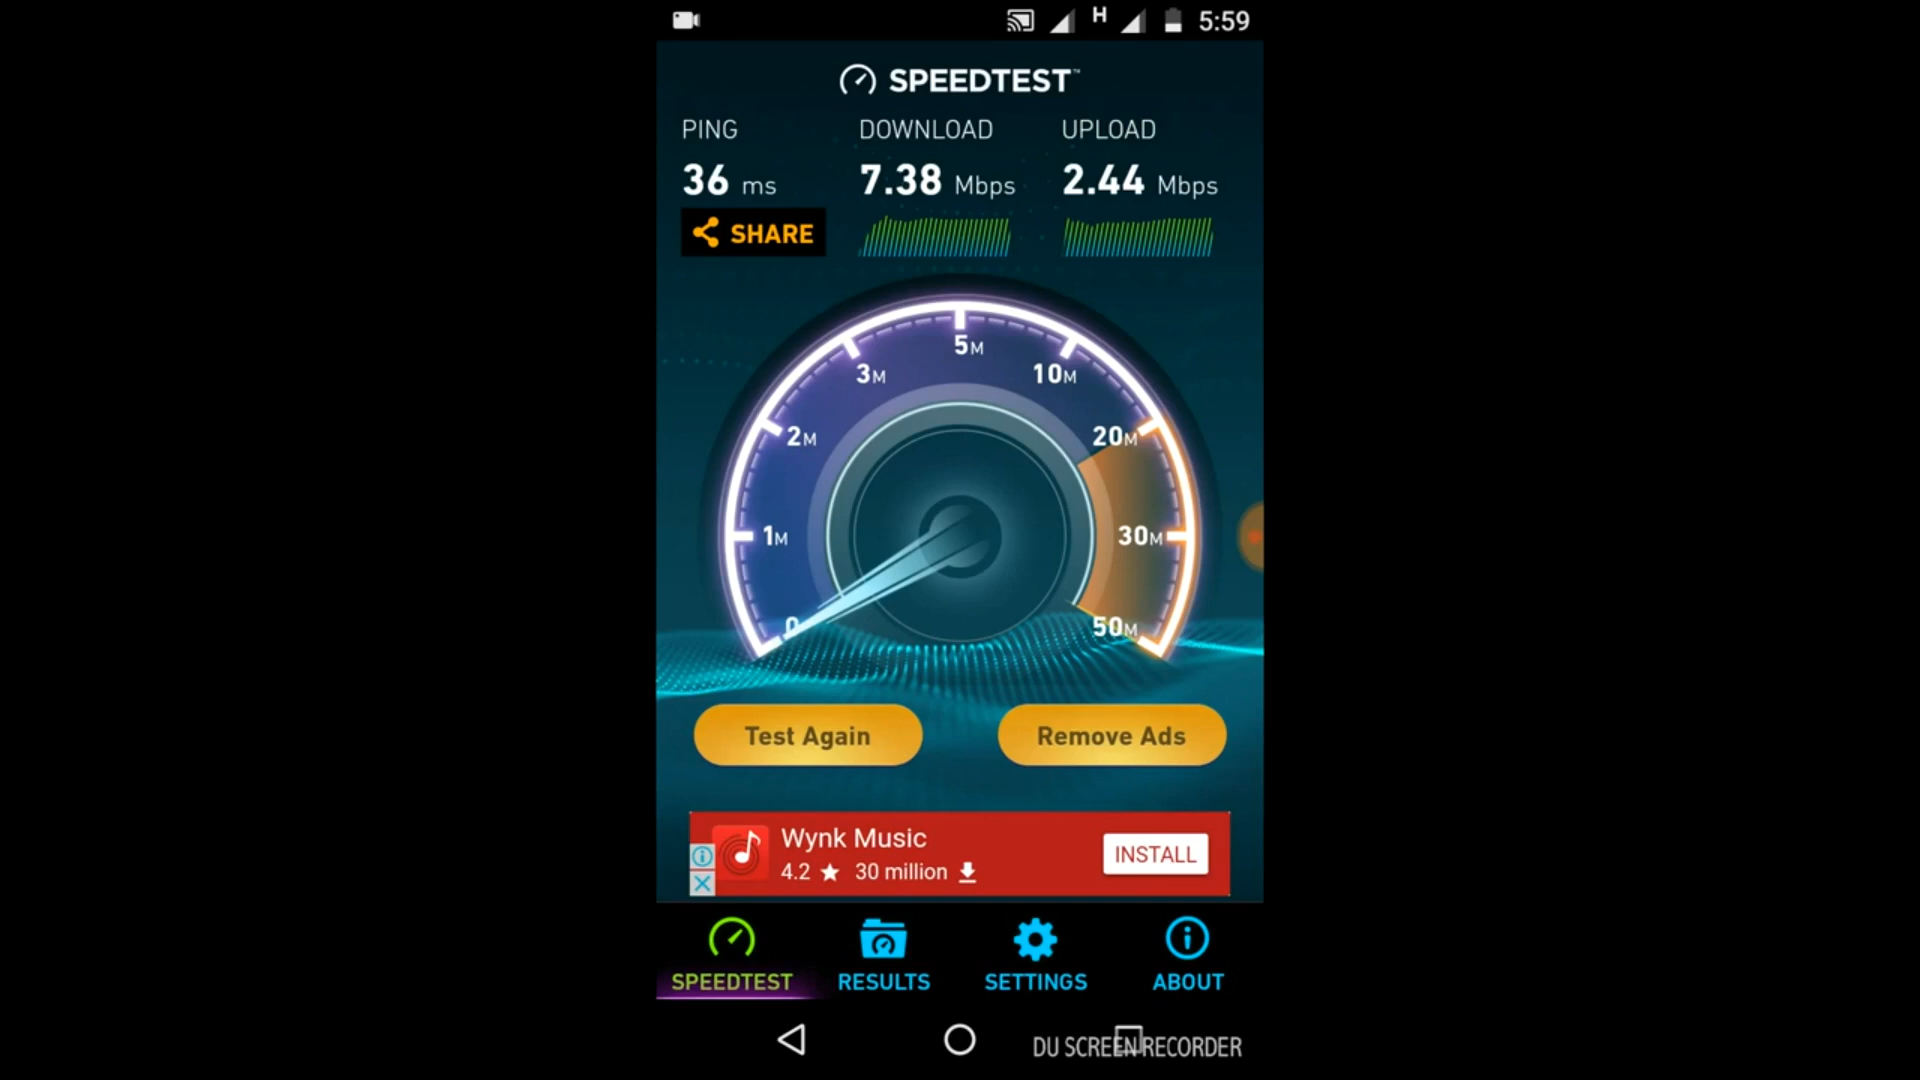 H 5:59
SPEEDTEST™
PING DOWNLOAD UPLOAD
36 ms 7.38 Mbps 2.44 Mbps
SHARE
5M
3M 10M
2M 20M
1M 30M
0 50M
Test Again Remove Ads
Wynk Music
4.2 ★ 30 million
INSTALL
SPEEDTEST RESULTS SETTINGS ABOUT
DU SCREEN RECORDER